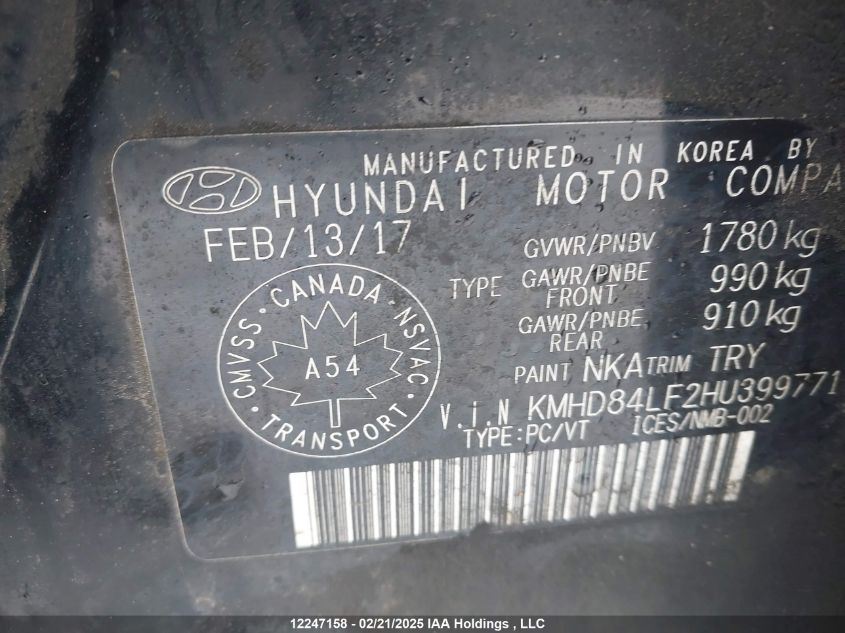 MANUFACTURED IN KOREA BY
HYUNDAI MOTOR COMPA
FEB/13/17
GVWR/PNBV 1780 kg
TYPE GAWR/PNBE FRONT 990 kg
GAWR/PNBE REAR 910 kg
PAINT NKA TRIM TRY
V.i.N KMHD84LF2HU399771
TYPE:PC/VT ICES/NMB-002
CMVSS · CANADA · NSVAC · TRANSPORT ·
A54
12247158 - 02/21/2025 IAA Holdings , LLC